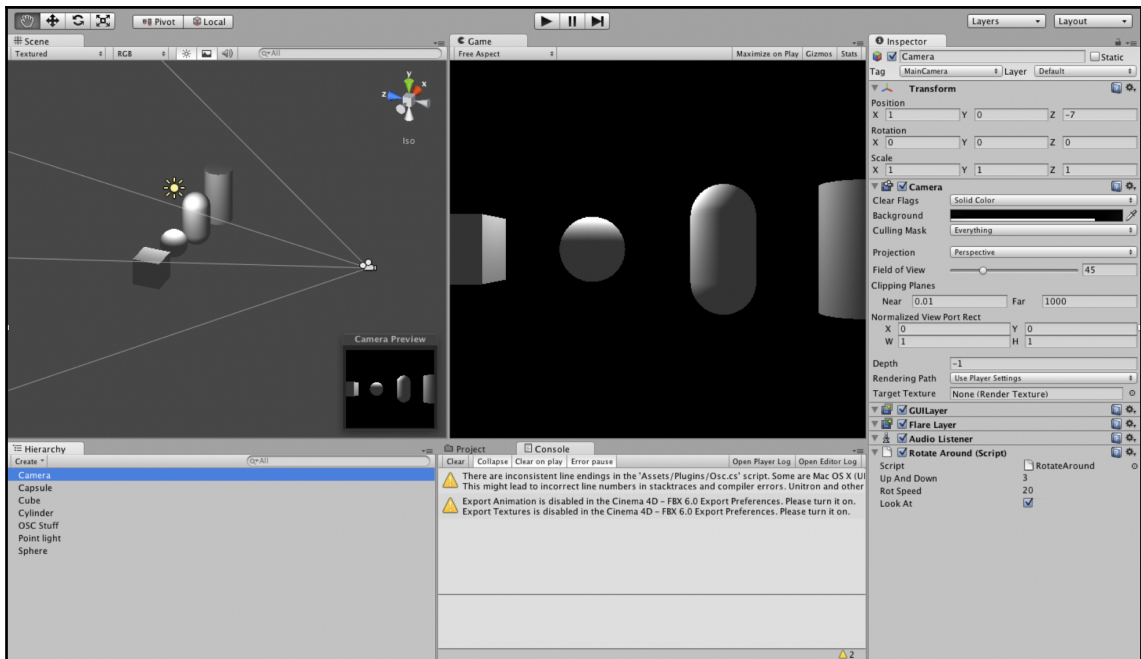 Pivot Local
Layers Layout
Scene
Textured RGB All
y
x
z
Iso
Camera Preview
Game
Free Aspect Maximize on Play Gizmos Stats
Inspector
Camera Static
Tag MainCamera Layer Default
Transform
Position
X 1 Y 0 Z -7
Rotation
X 0 Y 0 Z 0
Scale
X 1 Y 1 Z 1
Camera
Clear Flags Solid Color
Background
Culling Mask Everything
Projection Perspective
Field of View 45
Clipping Planes
Near 0.01 Far 1000
Normalized View Port Rect
X 0 Y 0
W 1 H 1
Depth -1
Rendering Path Use Player Settings
Target Texture None (Render Texture)
GUILayer
Flare Layer
Audio Listener
Rotate Around (Script)
Script RotateAround
Up And Down 3
Rot Speed 20
Look At
Hierarchy
Create All
Camera
Capsule
Cube
Cylinder
OSC Stuff
Point light
Sphere
Project Console
Clear Collapse Clear on play Error pause Open Player Log Open Editor Log
There are inconsistent line endings in the 'Assets/Plugins/Osc.cs' script. Some are Mac OS X (U
This might lead to incorrect line numbers in stacktraces and compiler errors. Unitron and other
Export Animation is disabled in the Cinema 4D - FBX 6.0 Export Preferences. Please turn it on.
Export Textures is disabled in the Cinema 4D - FBX 6.0 Export Preferences. Please turn it on.
2